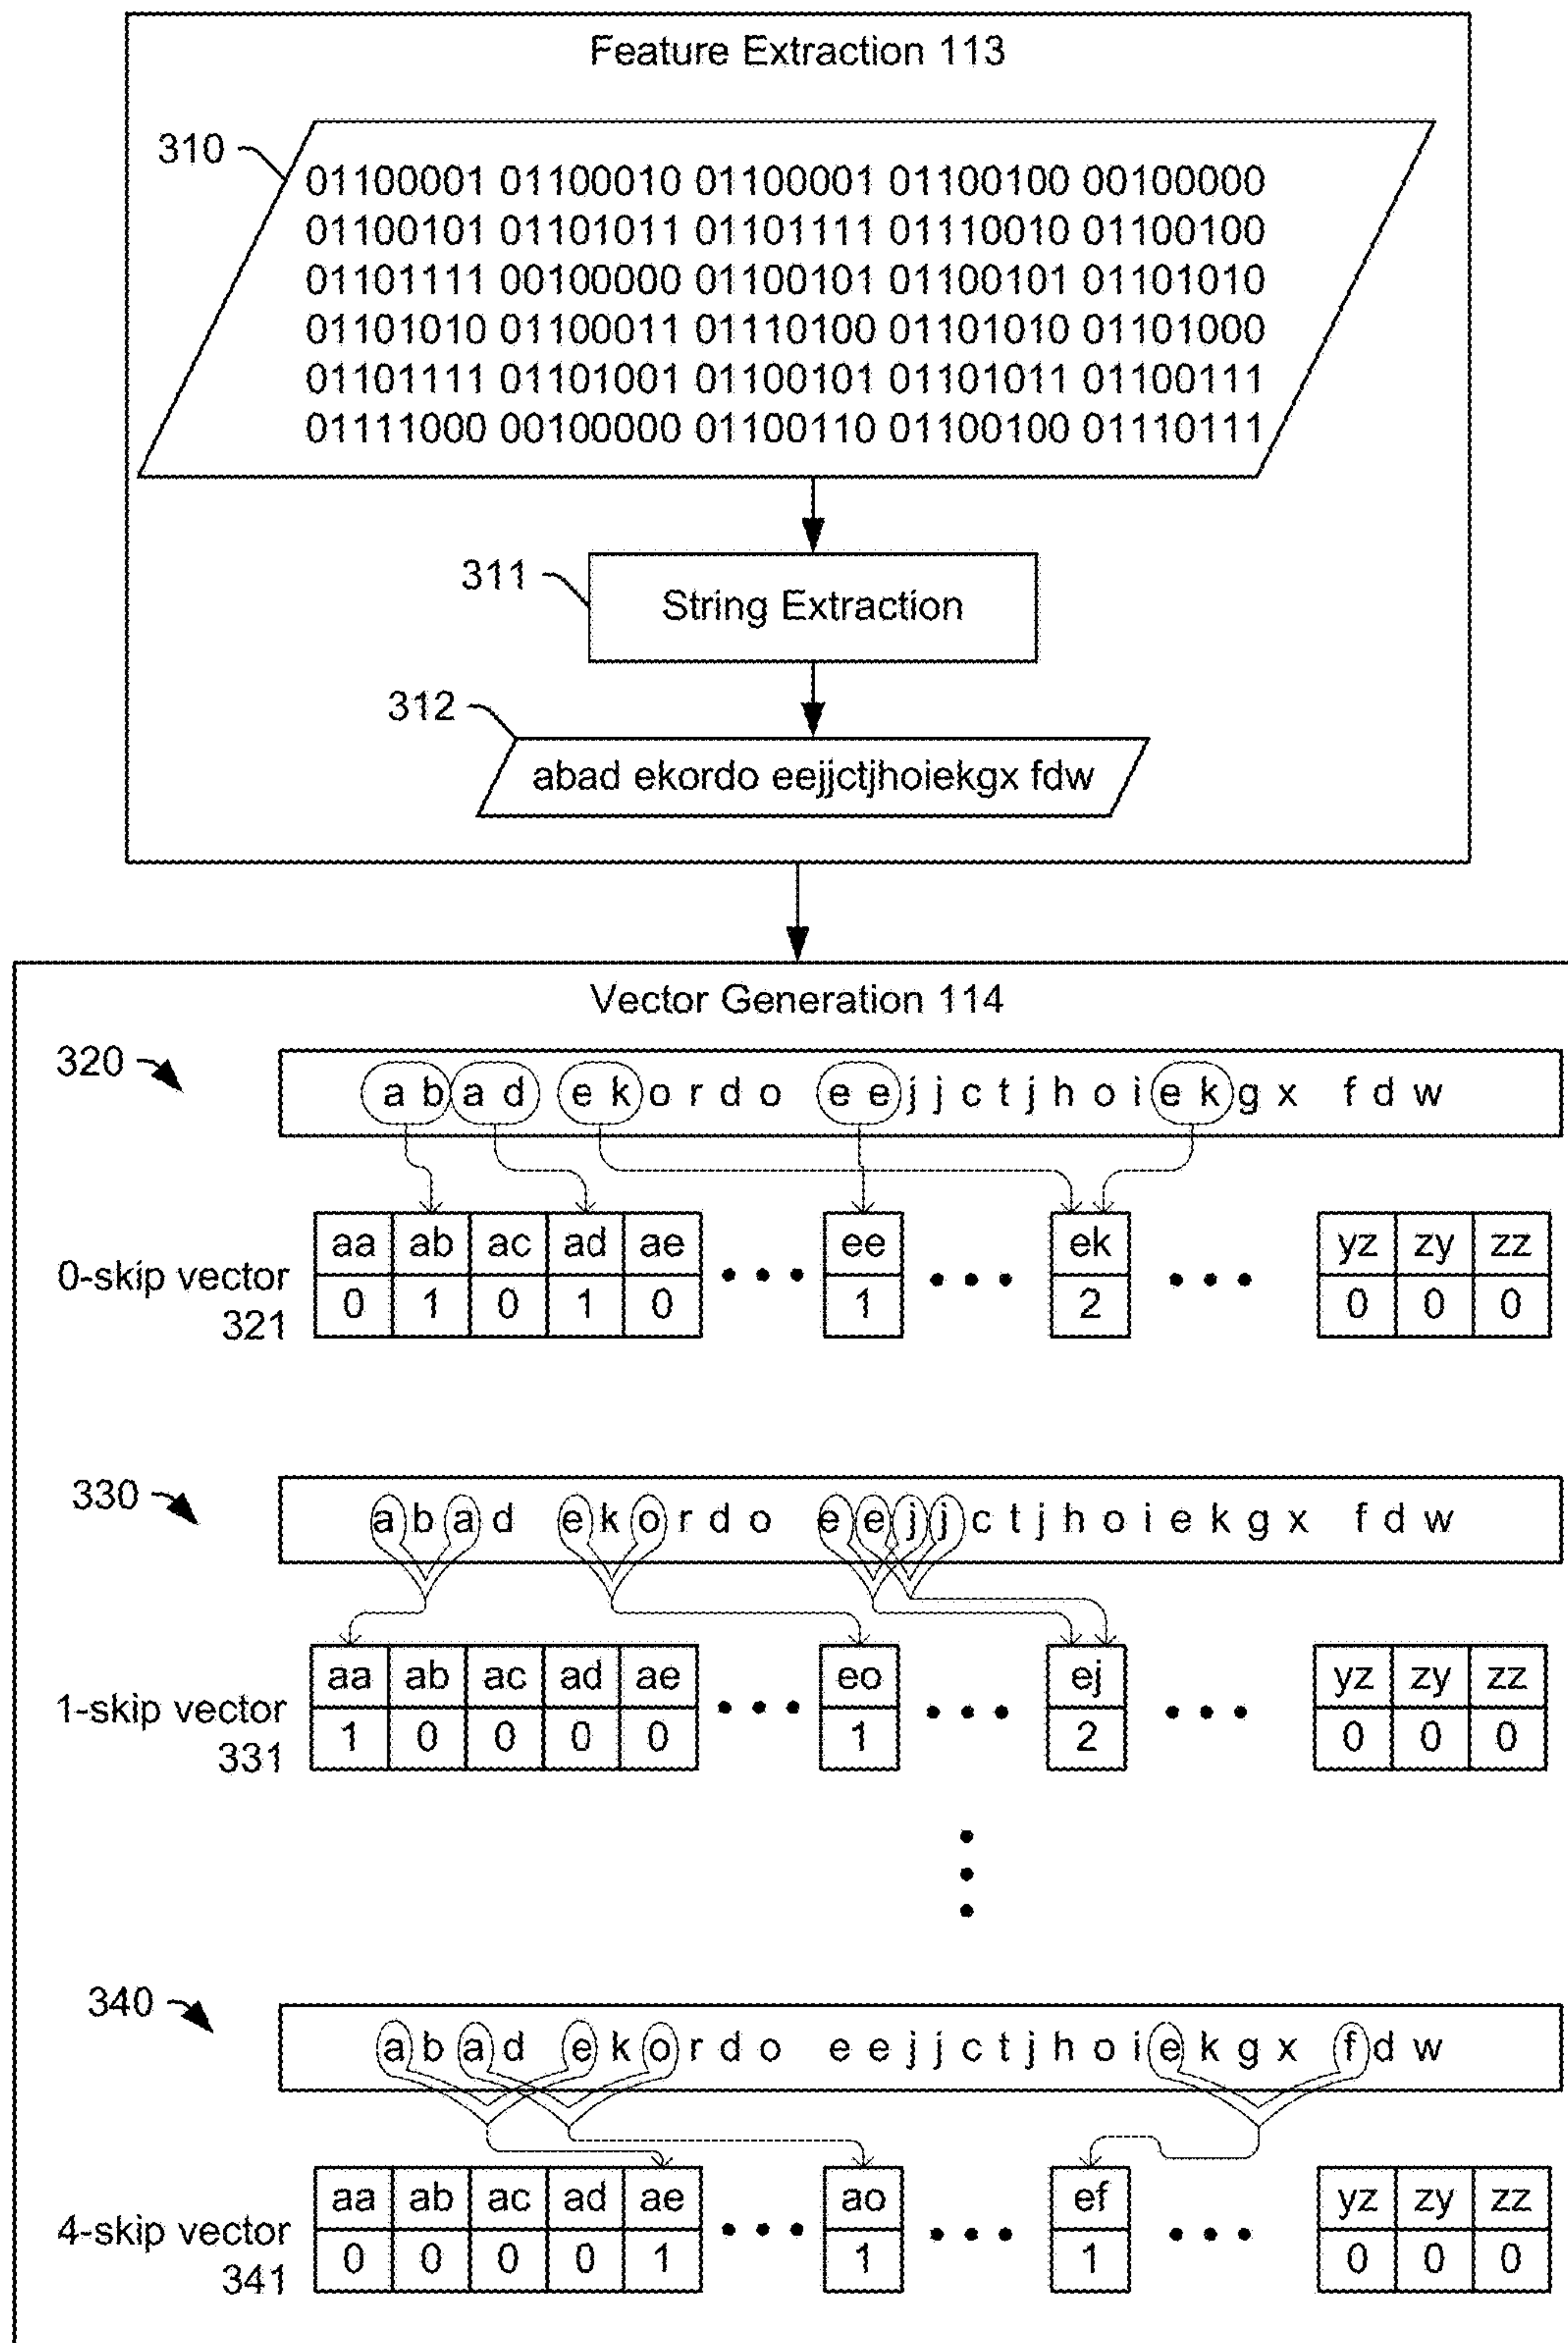 Feature Extraction 113
310
01100001 01100010 01100001 01100100 00100000
01100101 01101011 01101111 01110010 01100100
01101111 00100000 01100101 01100101 01101010
01101010 01100011 01110100 01101010 01101000
01101111 01101001 01100101 01101011 01100111
01111000 00100000 01100110 01100100 01110111
311
String Extraction
312
abad ekordo eejjctjhoiekgx fdw
Vector Generation 114
320
a b a d e k o r d o e e j j c t j h o i e k g x f d w
aa ab ac ad ae ● ● ● ee ● ● ● ek ● ● ● yz zy zz
0-skip vector 321
0 1 0 1 0 1 2 0 0 0
330
a b a d e k o r d o e e j j c t j h o i e k g x f d w
aa ab ac ad ae ● ● ● eo ● ● ● ej ● ● ● yz zy zz
1-skip vector 331
1 0 0 0 0 1 2 0 0 0
340
a b a d e k o r d o e e j j c t j h o i e k g x f d w
aa ab ac ad ae ● ● ● ao ● ● ● ef ● ● ● yz zy zz
4-skip vector 341
0 0 0 0 1 1 1 0 0 0